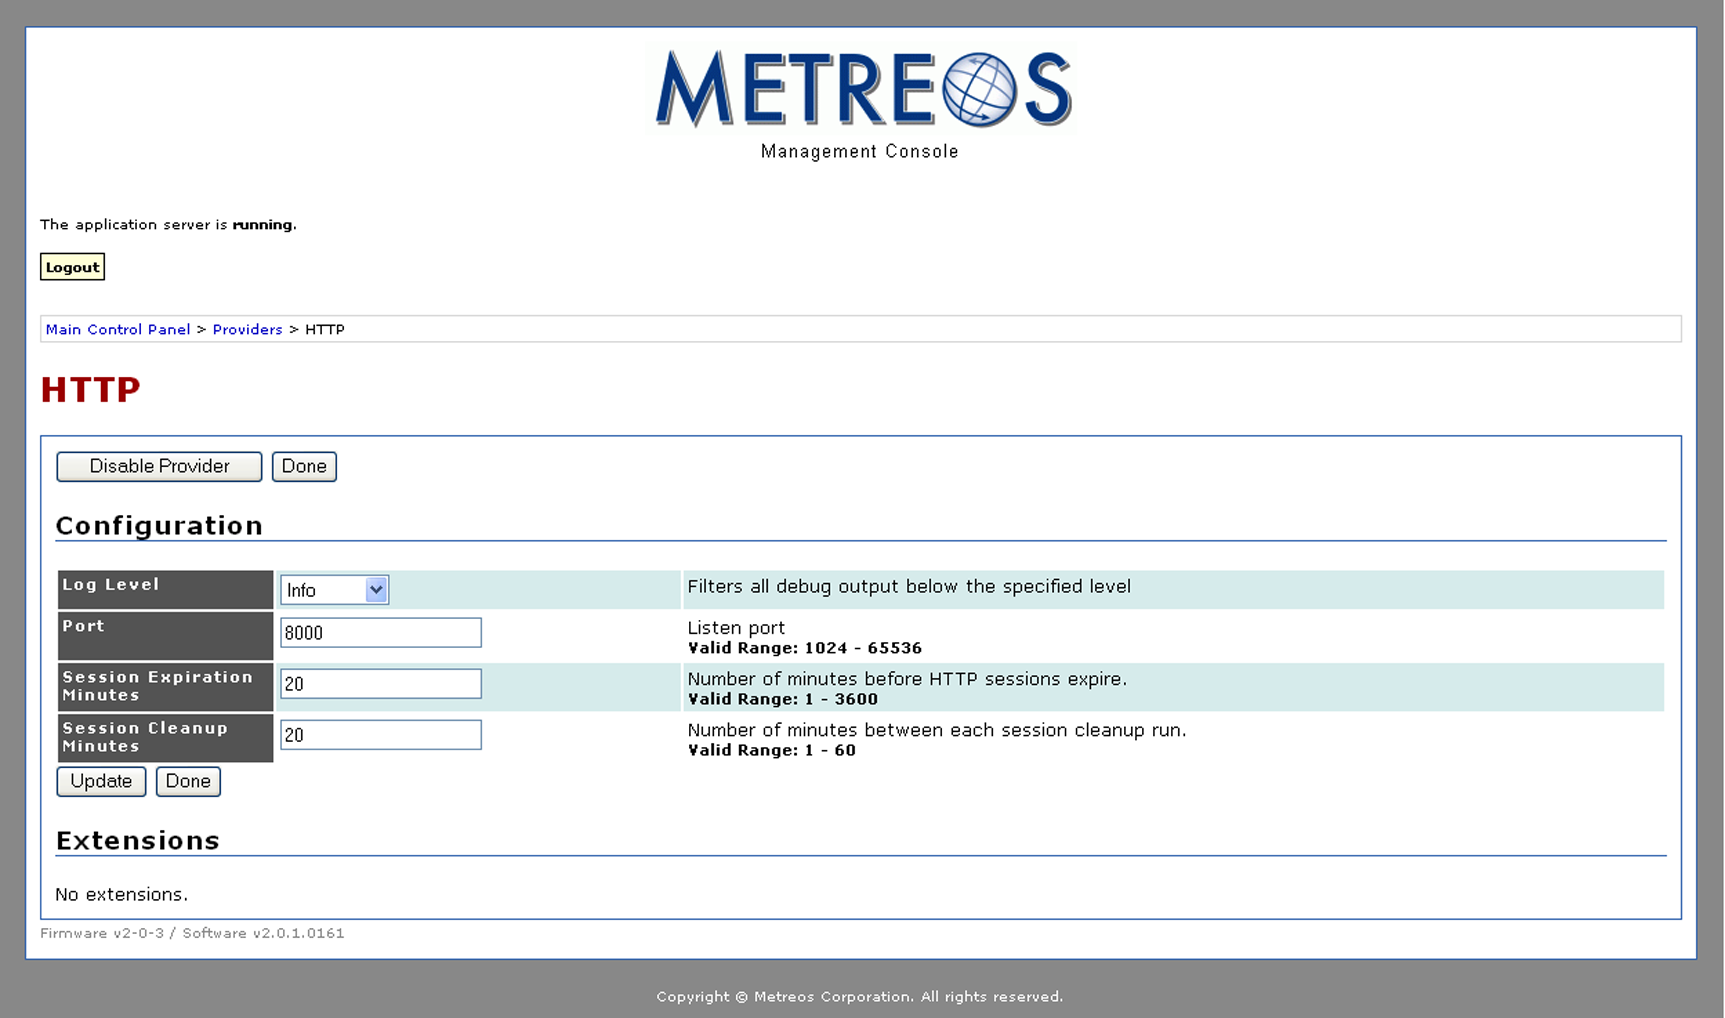 METREOS
Management Console
The application server is running.
Logout
Main Control Panel > Providers > HTTP
HTTP
Disable Provider Done
Configuration
Log Level Info Filters all debug output below the specified level
Port 8000 Listen port
Valid Range: 1024 - 65536
Session Expiration Minutes 20 Number of minutes before HTTP sessions expire.
Valid Range: 1 - 3600
Session Cleanup Minutes 20 Number of minutes between each session cleanup run.
Valid Range: 1 - 60
Update Done
Extensions
No extensions.
Firmware v2-0-3 / Software v2.0.1.0161
Copyright © Metreos Corporation. All rights reserved.